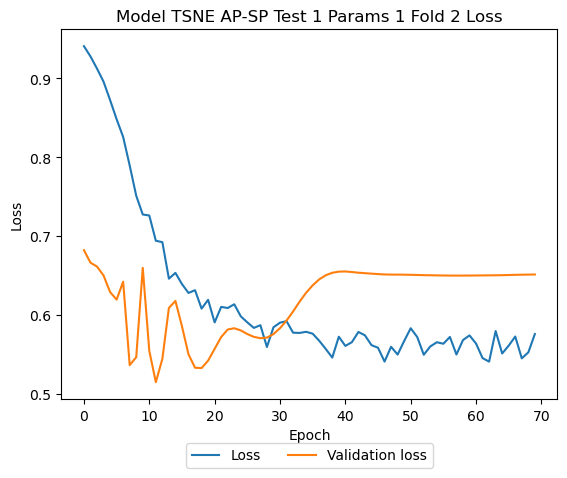 Model TSNE AP-SP Test 1 Params 1 Fold 2 Loss
0.9
0.8
0.7
0.6
0.5
Loss
0 10 20 30 40 50 60 70
Epoch
Loss Validation loss